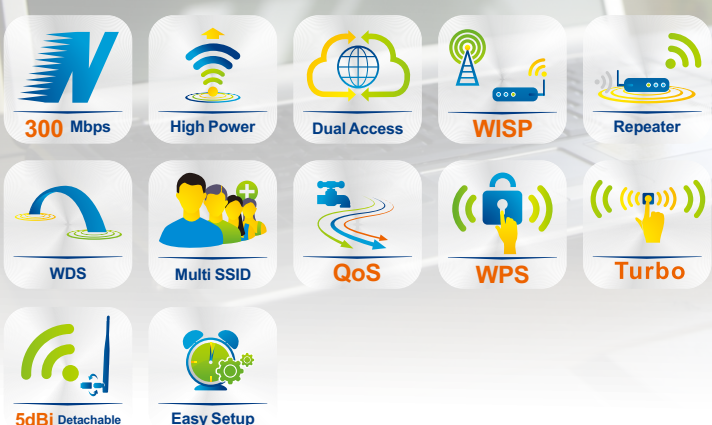 300 Mbps
High Power
Dual Access
WISP
Repeater
WDS
Multi SSID
QoS
WPS
Turbo
5dBi Detachable
Easy Setup